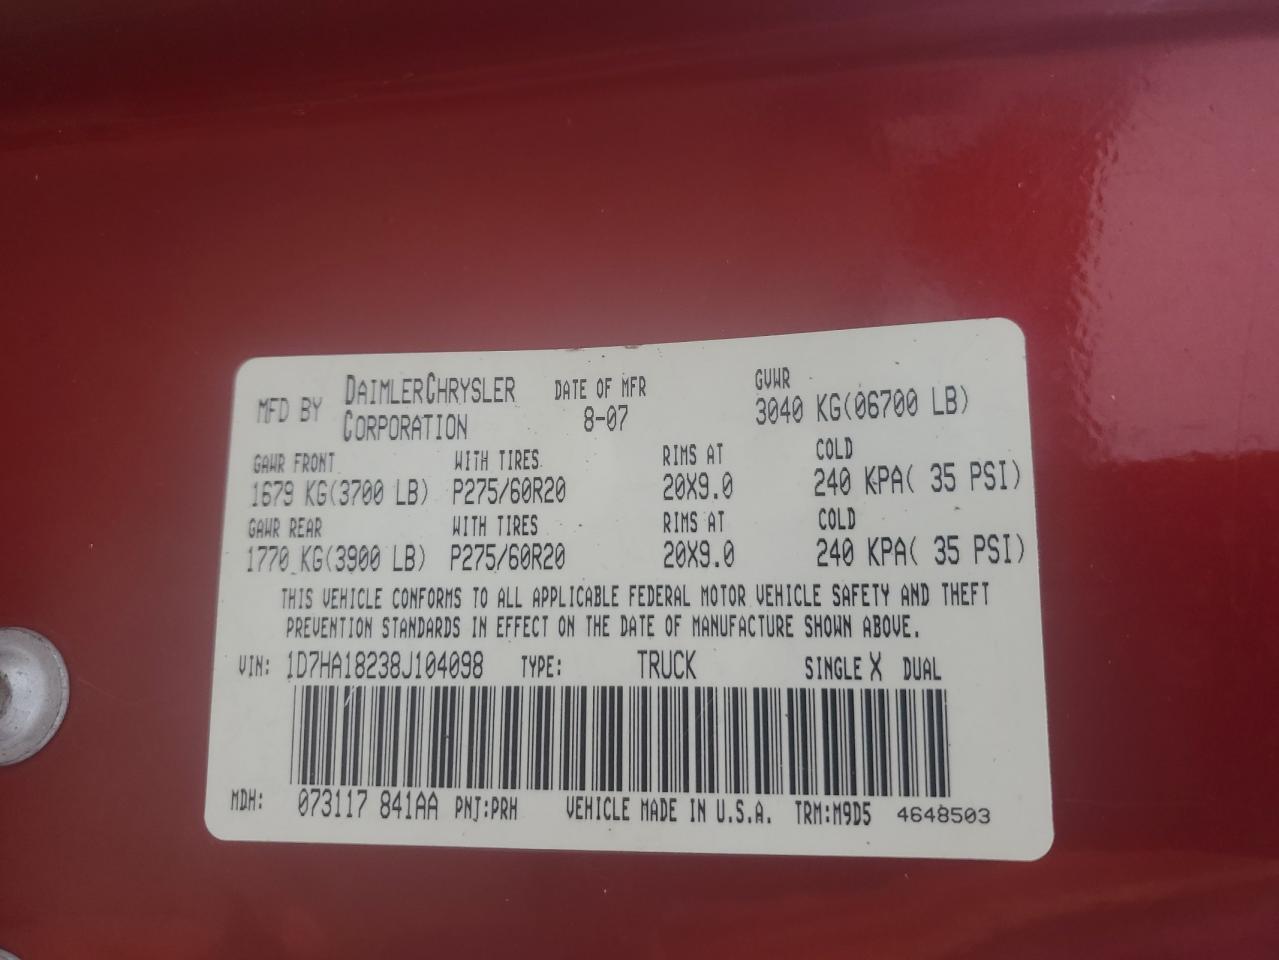 MFD BY DAIMLERCHRYSLER CORPORATION DATE OF MFR 8-07 GVWR 3040 KG(06700 LB)
GAWR FRONT WITH TIRES RIMS AT COLD
1679 KG(3700 LB) P275/60R20 20X9.0 240 KPA( 35 PSI)
GAWR REAR WITH TIRES RIMS AT COLD
1770 KG(3900 LB) P275/60R20 20X9.0 240 KPA( 35 PSI)
THIS VEHICLE CONFORMS TO ALL APPLICABLE FEDERAL MOTOR VEHICLE SAFETY AND THEFT
PREVENTION STANDARDS IN EFFECT ON THE DATE OF MANUFACTURE SHOWN ABOVE.
VIN: 1D7HA18238J104098 TYPE: TRUCK SINGLE X DUAL
MDH: 073117 841AA PNT:PRH VEHICLE MADE IN U.S.A. TRM:M9D5 4648503